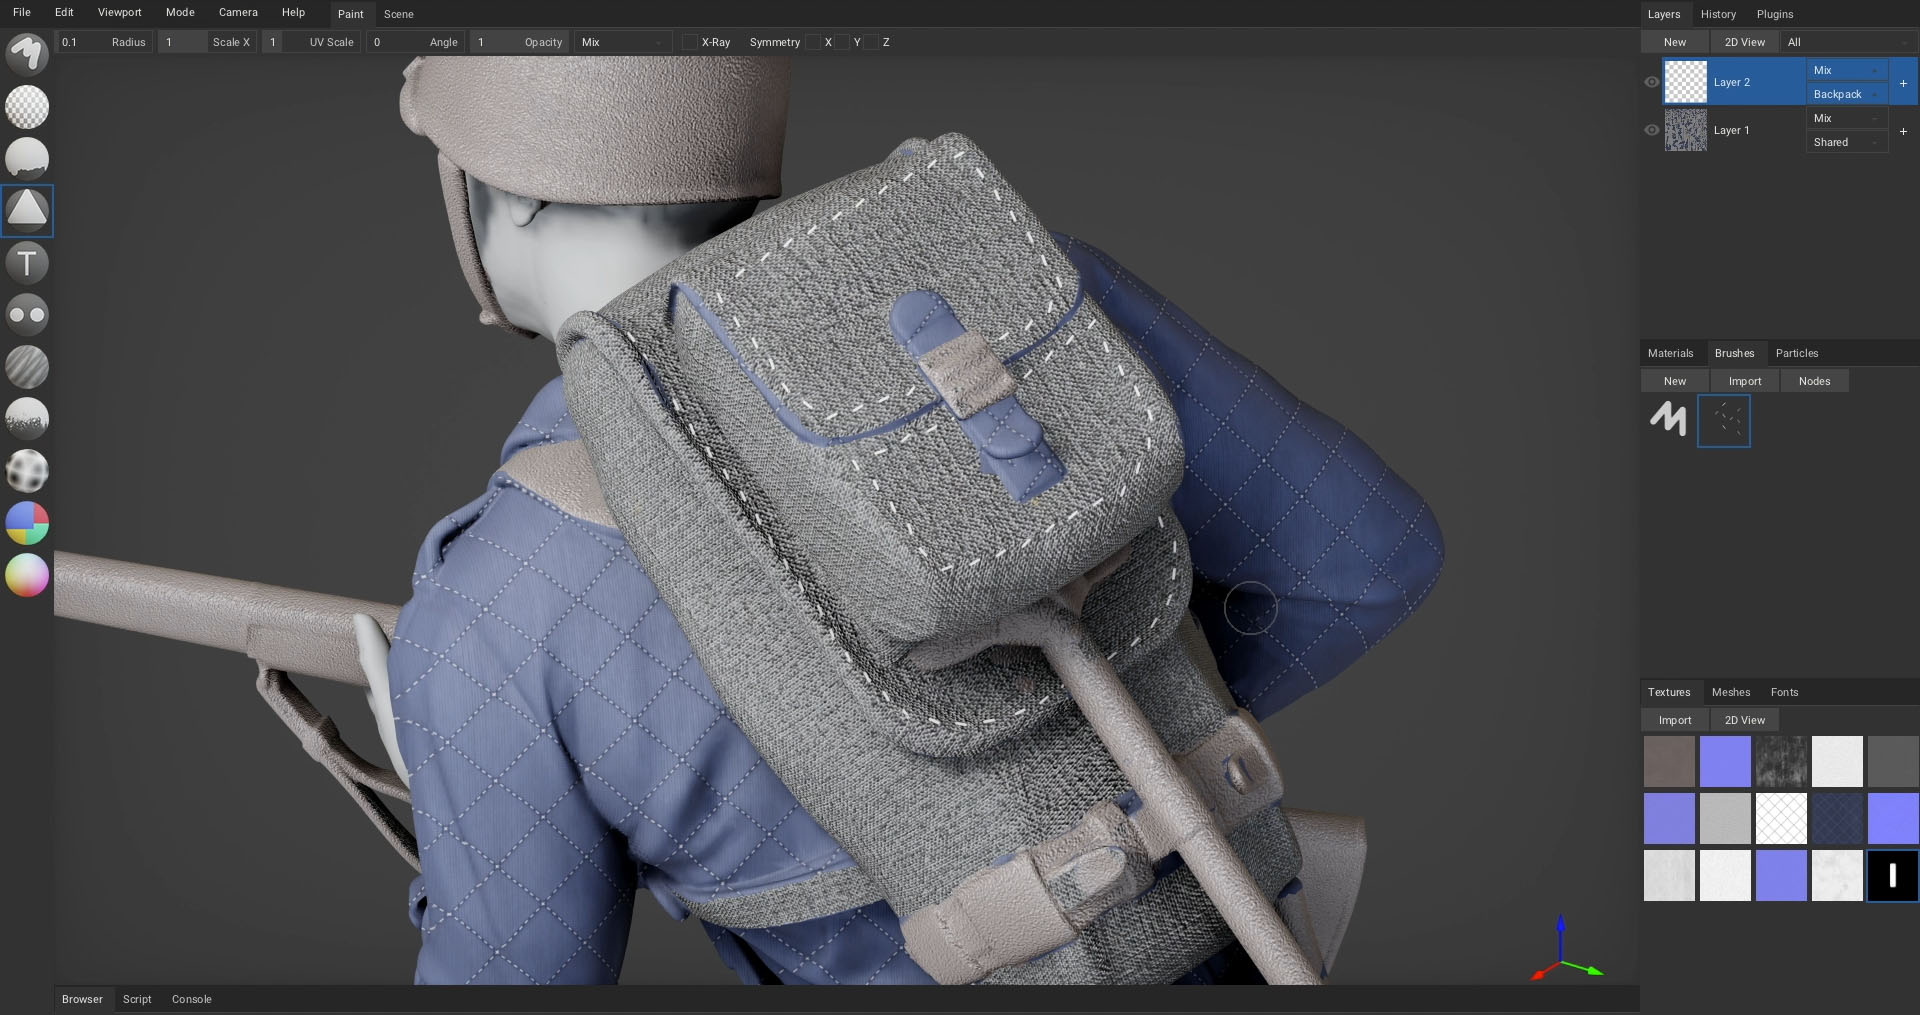 File Edit Viewport Mode Camera Help Paint Scene
0.1 Radius 1 Scale X 1 UV Scale 0 Angle 1 Opacity Mix X-Ray Symmetry X Y Z
T
Layers History Plugins
New 2D View All
Layer 2 Mix +
Backpack
Layer 1 Mix +
Shared
Materials Brushes Particles
New Import Nodes
Textures Meshes Fonts
Import 2D View
Browser Script Console